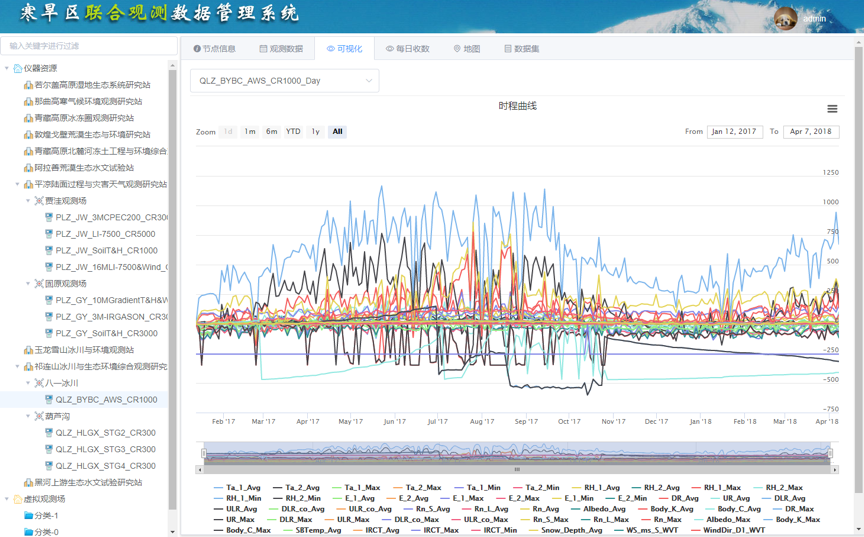 寒旱区联合观测数据管理系统
admin
输入关键字进行过滤
仪器资源
若尔盖高原湿地生态系统研究站
那曲高寒气候环境观测研究站
青藏高原冰冻圈观测研究站
敦煌戈壁荒漠生态与环境研究站
青藏高原北麓河冻土工程与环境综合
阿拉善荒漠生态水文试验站
平凉陆面过程与灾害天气观测研究站
贾洼观测场
PLZ_JW_3MCPEC200_CR300
PLZ_JW_LI-7500_CR5000
PLZ_JW_SoilT&H_CR1000
PLZ_JW_16MLI-7500&Wind_C
固原观测场
PLZ_GY_10MGradientT&H&W
PLZ_GY_3M-IRGASON_CR30
PLZ_GY_SoilT&H_CR3000
玉龙雪山冰川与环境观测站
祁连山冰川与生态环境综合观测研究
八一冰川
QLZ_BYBC_AWS_CR1000
葫芦沟
QLZ_HLGX_STG2_CR300
QLZ_HLGX_STG3_CR300
QLZ_HLGX_STG4_CR300
黑河上游生态水文试验研究站
虚拟观测场
分类-1
分类-0
节点信息 观测数据 可视化 每日收数 地图 数据集
QLZ_BYBC_AWS_CR1000_Day
时程曲线
Zoom 1d 1m 6m YTD 1y All From Jan 12, 2017 To Apr 7, 2018
1250
1000
750
500
250
0
-250
-500
-750
Feb '17 Mar '17 Apr '17 May '17 Jun '17 Jul '17 Aug '17 Sep '17 Oct '17 Nov '17 Dec '17 Jan '18 Feb '18 Mar '18 Apr '18
Ta_1_Avg Ta_2_Avg Ta_1_Max Ta_2_Max Ta_1_Min Ta_2_Min RH_1_Avg RH_2_Avg RH_1_Max RH_2_Max
RH_1_Min RH_2_Min E_1_Avg E_2_Avg E_1_Max E_2_Max E_1_Min E_2_Min DR_Avg UR_Avg DLR_Avg
ULR_Avg DLR_co_Avg ULR_co_Avg Rn_S_Avg Rn_L_Avg Rn_Avg Albedo_Avg Body_K_Avg Body_C_Avg DR_Max
UR_Max DLR_Max ULR_Max DLR_co_Max ULR_co_Max Rn_S_Max Rn_L_Max Rn_Max Albedo_Max Body_K_Max
Body_C_Max SBTemp_Avg IRCT_Avg IRCT_Max IRCT_Min Snow_Depth_Avg WS_ms_S_WVT WindDir_D1_WVT